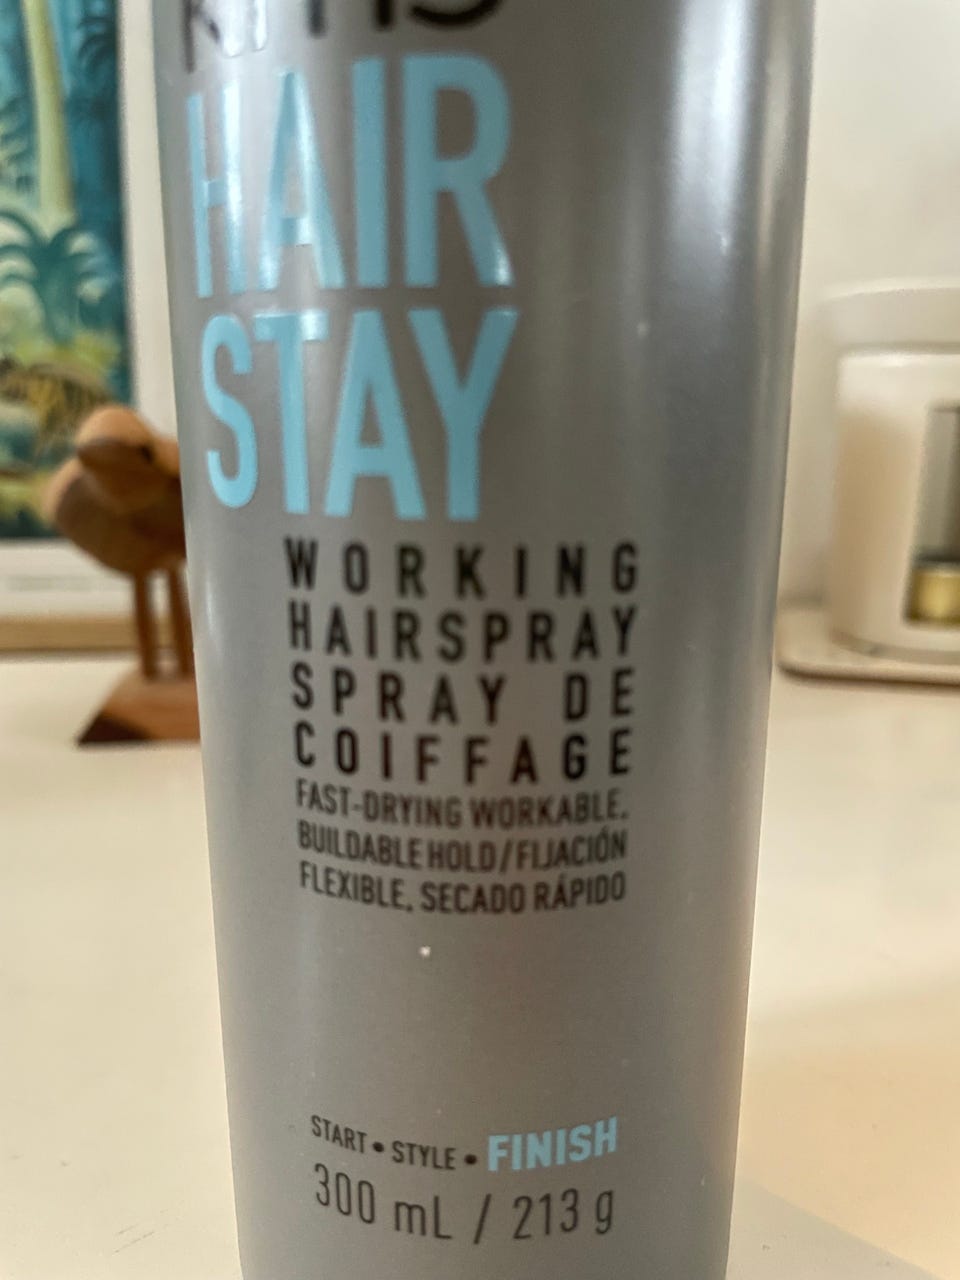 KMS
HAIR
STAY
WORKING
HAIRSPRAY
SPRAY DE
COIFFAGE
FAST-DRYING WORKABLE,
BUILDABLE HOLD/FIJACIÓN
FLEXIBLE, SECADO RÁPIDO
START • STYLE • FINISH
300 mL / 213 g